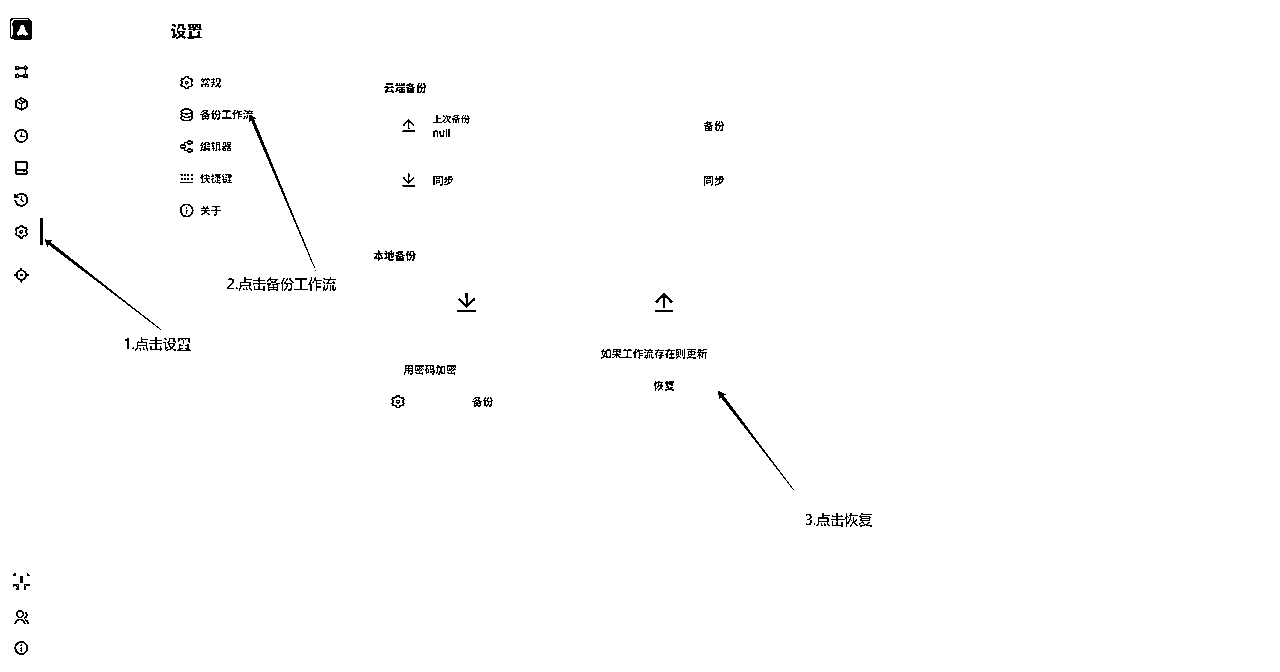 设置
常规
备份工作流
编辑器
快捷键
关于
云端备份
上次备份
null
备份
同步
同步
本地备份
用密码加密
备份
如果工作流存在则更新
恢复
1.点击设置
2.点击备份工作流
3.点击恢复